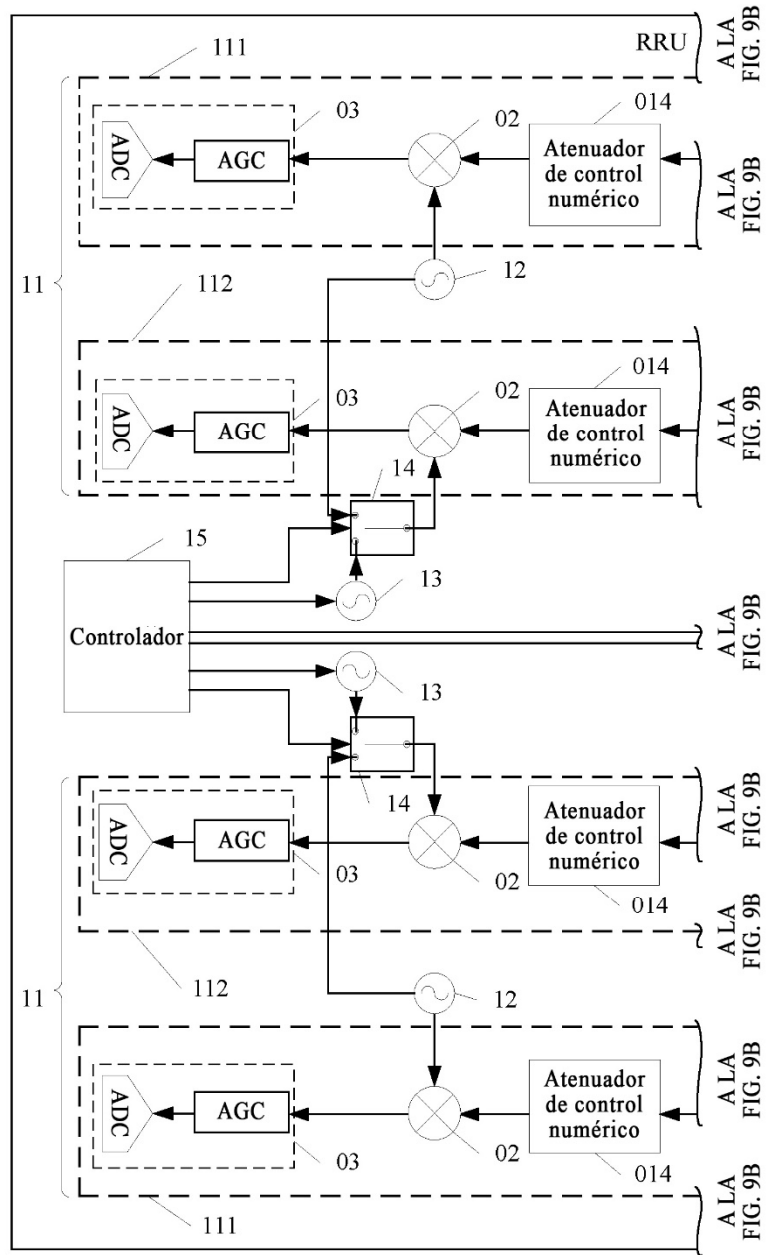 RRU
A LA
FIG. 9B
111
03
02
014
ADC
AGC
Atenuador
de control
numérico
A LA
FIG. 9B
12
11
112
03
02
014
ADC
AGC
Atenuador
de control
numérico
A LA
FIG. 9B
14
15
13
Controlador
A LA
FIG. 9B
13
14
ADC
AGC
03
02
Atenuador
de control
numérico
014
A LA
FIG. 9B
A LA
FIG. 9B
112
11
12
ADC
AGC
03
02
Atenuador
de control
numérico
014
A LA
FIG. 9B
111
A LA
FIG. 9B